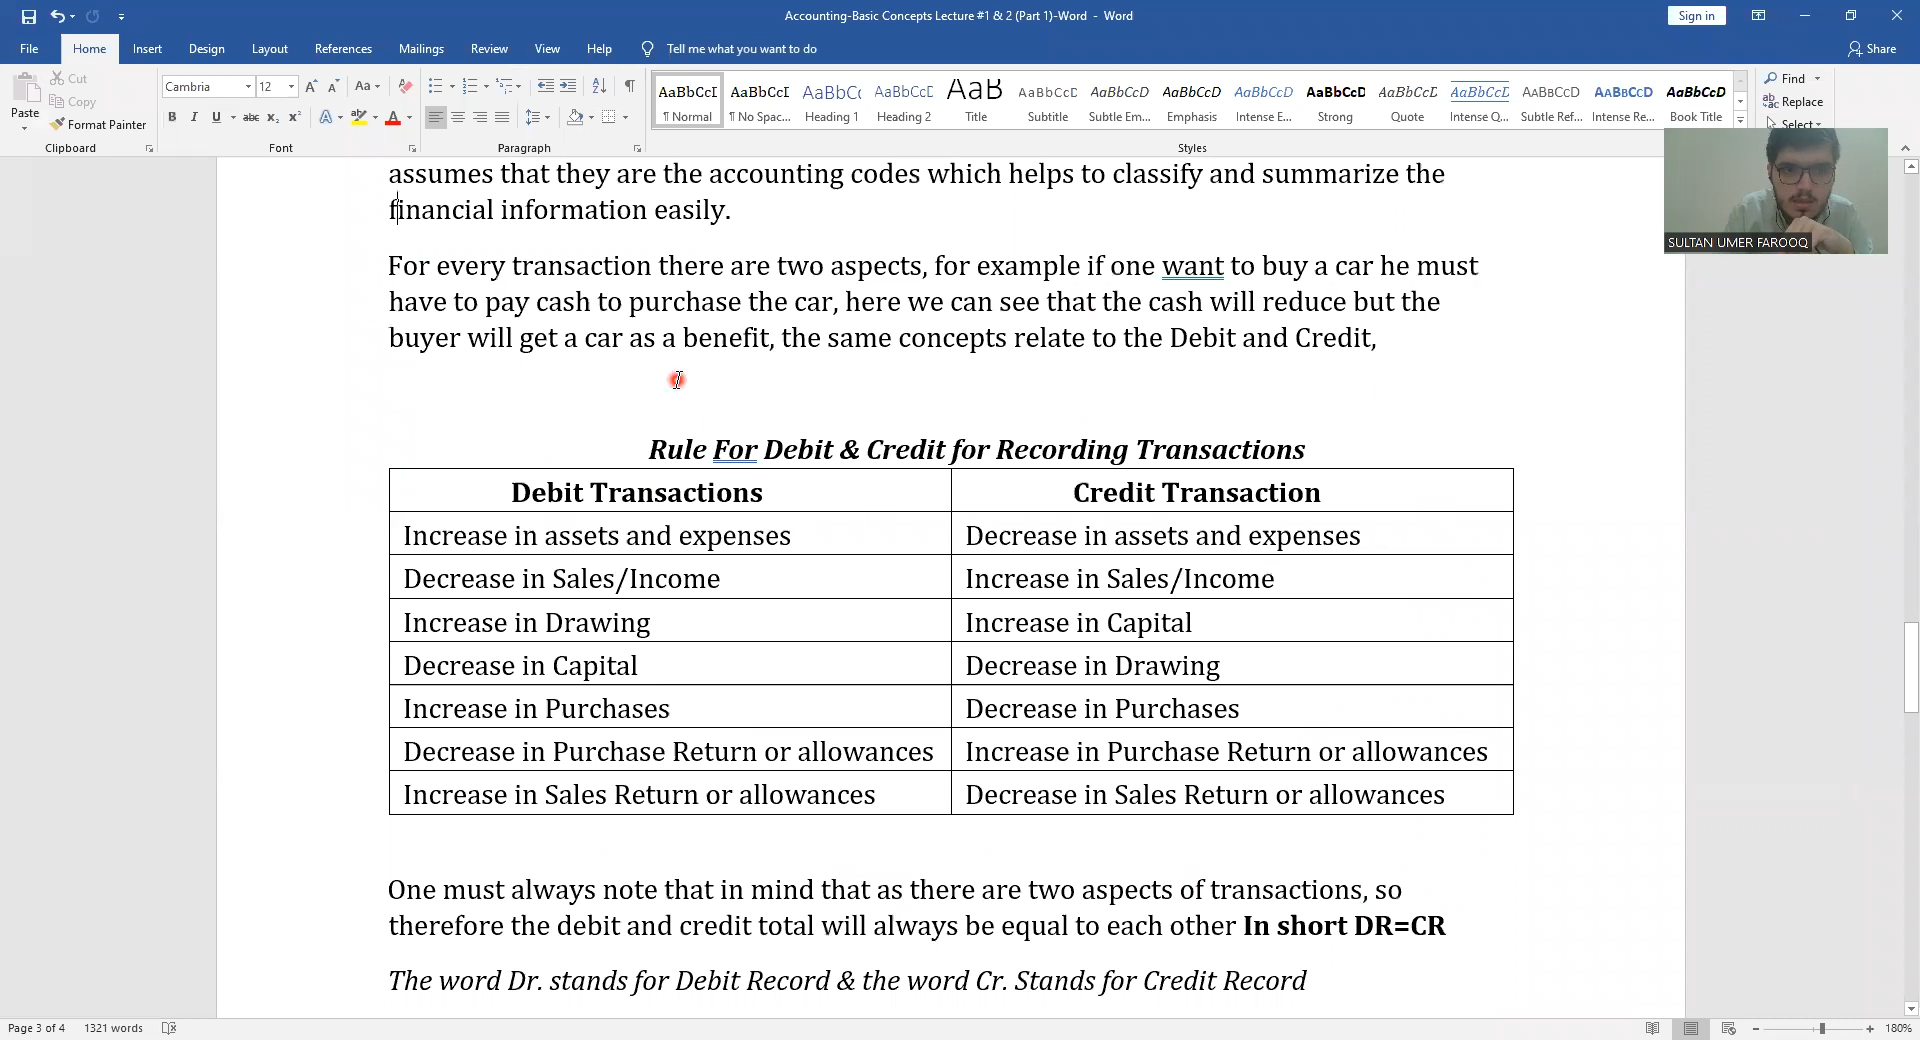 Accounting-Basic Concepts Lecture #1 & 2 (Part 1)-Word - Word
Sign in
File Home Insert Design Layout References Mailings Review View Help Tell me what you want to do
Share
Paste
Cut
Copy
Format Painter
Clipboard
Cambria 12
Font
Paragraph
AaBbCcI AaBbCcI AaBbC AaBbCcD AaB AaBbCcD AaBbCcD AaBbCcD AaBbCcD AaBbCcD AaBbCcD AaBbCcD AaBbCcD AaBbCcD AaBbCcD
¶ Normal ¶ No Spac... Heading 1 Heading 2 Title Subtitle Subtle Em... Emphasis Intense E... Strong Quote Intense Q... Subtle Ref... Intense Re... Book Title
Styles
Find
Replace
Select
SULTAN UMER FAROOQ
assumes that they are the accounting codes which helps to classify and summarize the
financial information easily.
For every transaction there are two aspects, for example if one want to buy a car he must
have to pay cash to purchase the car, here we can see that the cash will reduce but the
buyer will get a car as a benefit, the same concepts relate to the Debit and Credit,
Rule For Debit & Credit for Recording Transactions
Debit Transactions Credit Transaction
Increase in assets and expenses Decrease in assets and expenses
Decrease in Sales/Income Increase in Sales/Income
Increase in Drawing Increase in Capital
Decrease in Capital Decrease in Drawing
Increase in Purchases Decrease in Purchases
Decrease in Purchase Return or allowances Increase in Purchase Return or allowances
Increase in Sales Return or allowances Decrease in Sales Return or allowances
One must always note that in mind that as there are two aspects of transactions, so
therefore the debit and credit total will always be equal to each other In short DR=CR
The word Dr. stands for Debit Record & the word Cr. Stands for Credit Record
Page 3 of 4 1321 words
180%